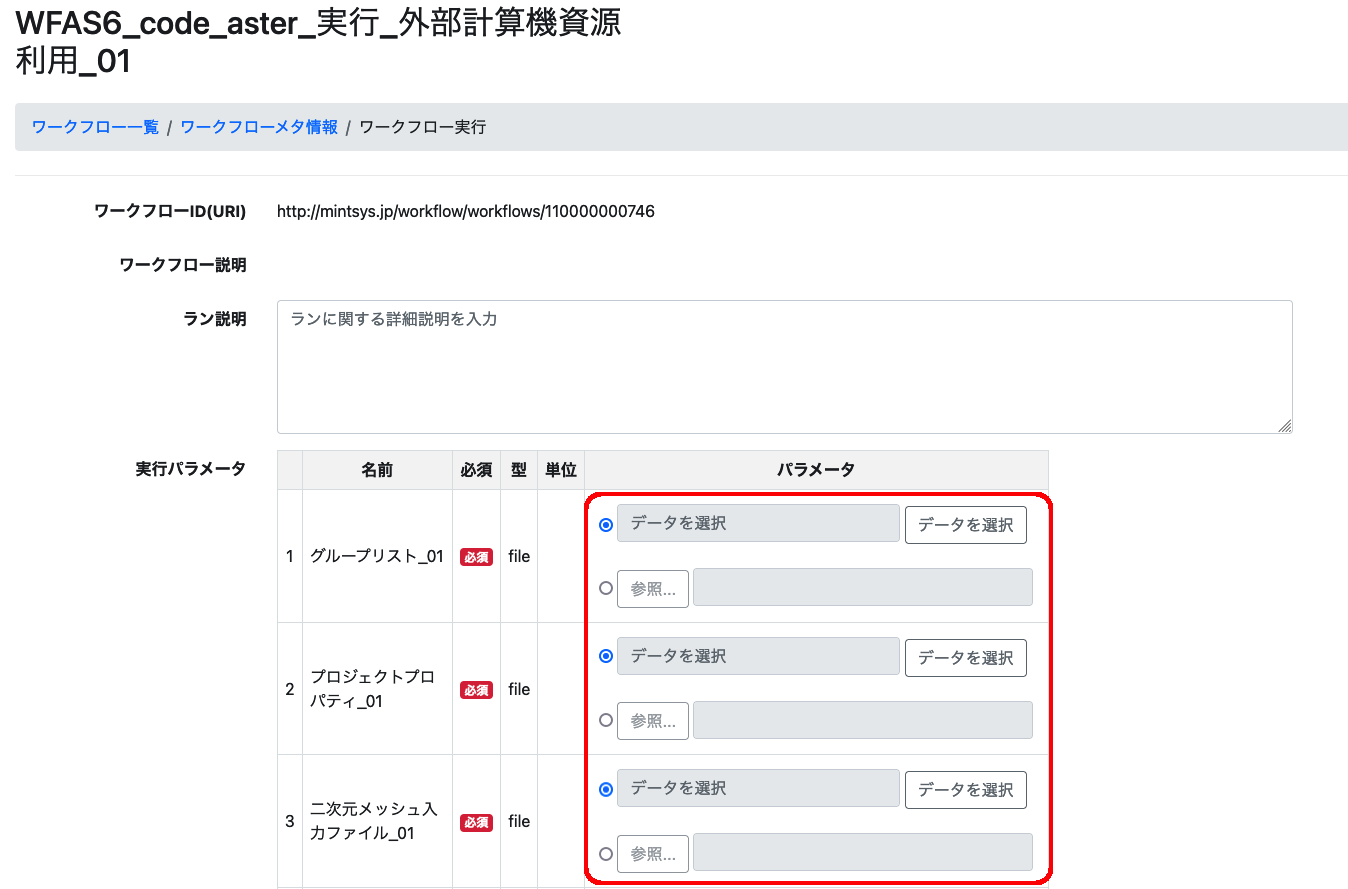 WFAS6_code_aster_実行_外部計算機資源
利用_01
ワークフロー一覧 / ワークフローメタ情報 / ワークフロー実行
ワークフローID(URI) http://mintsys.jp/workflow/workflows/110000000746
ワークフロー説明
ラン説明 ランに関する詳細説明を入力
実行パラメータ 名前 必須 型 単位 パラメータ
データを選択 データを選択
1 グループリスト_01 必須 file
参照...
データを選択 データを選択
2 プロジェクトプロ
パティ_01 必須 file
参照...
データを選択 データを選択
3 二次元メッシュ入
力ファイル_01 必須 file
参照...